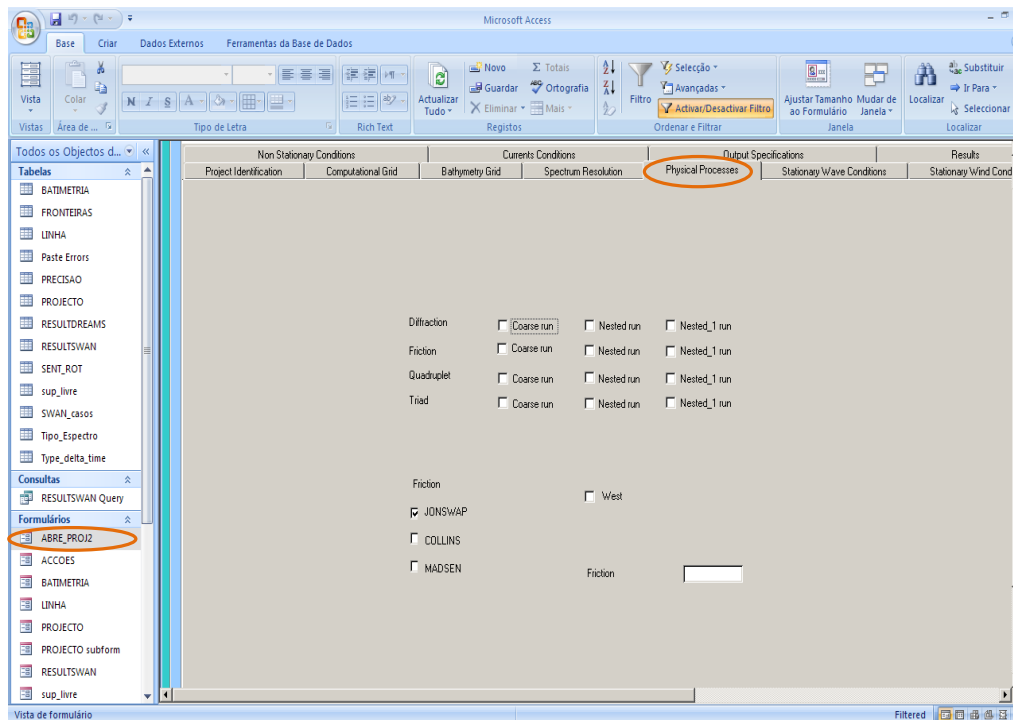 Microsoft Access
Base Criar Dados Externos Ferramentas da Base de Dados
Vista
Vistas
Colar
Área de ...
N I S A
Tipo de Letra
Rich Text
Actualizar Tudo
Novo
Guardar
Eliminar
Σ Totais
Ortografia
Mais
Registos
Filtro
Selecção
Avançadas
Activar/Desactivar Filtro
Ordenar e Filtrar
Ajustar Tamanho ao Formulário
Mudar de Janela
Janela
Localizar
Substituir
Ir Para
Seleccionar
Localizar
Todos os Objectos d...
Tabelas
BATIMETRIA
FRONTEIRAS
LINHA
Paste Errors
PRECISAO
PROJECTO
RESULTDREAMS
RESULTSWAN
SENT_ROT
sup_livre
SWAN_casos
Tipo_Espectro
Type_delta_time
Consultas
RESULTSWAN Query
Formulários
ABRE_PROJ2
ACCOES
BATIMETRIA
LINHA
PROJECTO
PROJECTO subform
RESULTSWAN
sup_livre
Non Stationary Conditions Currents Conditions Output Specifications Results
Project Identification Computational Grid Bathymetry Grid Spectrum Resolution Physical Processes Stationary Wave Conditions Stationary Wind Cond
Diffraction Coarse run Nested run Nested_1 run
Friction Coarse run Nested run Nested_1 run
Quadruplet Coarse run Nested run Nested_1 run
Triad Coarse run Nested run Nested_1 run
Friction
West
JONSWAP
COLLINS
MADSEN
Friction
Vista de formulário Filtered